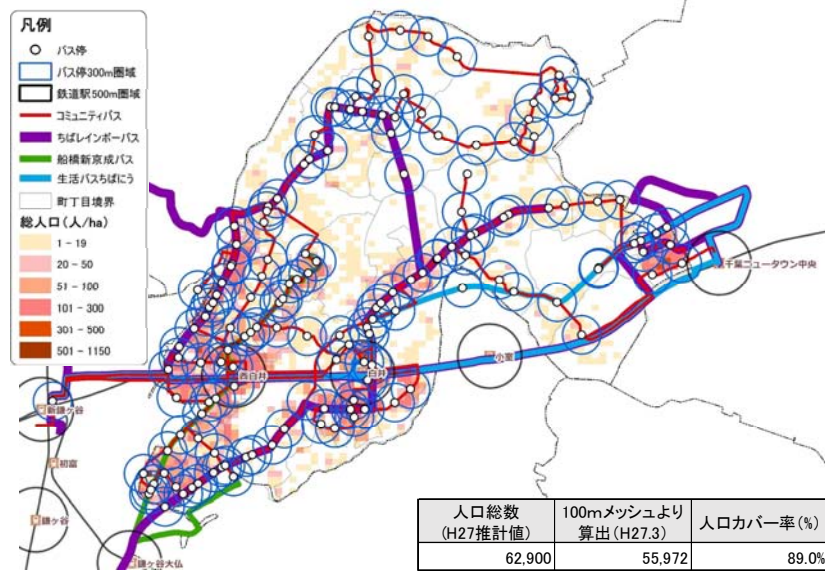 凡例
バス停
バス停300m圏域
鉄道駅500m圏域
コミュニティバス
ちばレインボーバス
船橋新京成バス
生活バスちばにう
町丁目境界
総人口(人/ha)
1 - 19
20 - 50
51 - 100
101 - 300
301 - 500
501 - 1150
千葉ニュータウン中央
小室
白井
西白井
新鎌ヶ谷
初富
鎌ヶ谷
鎌ヶ谷大仏
人口総数 100mメッシュより 人口カバー率(%)
(H27推計値) 算出(H27.3)
62,900 55,972 89.0%